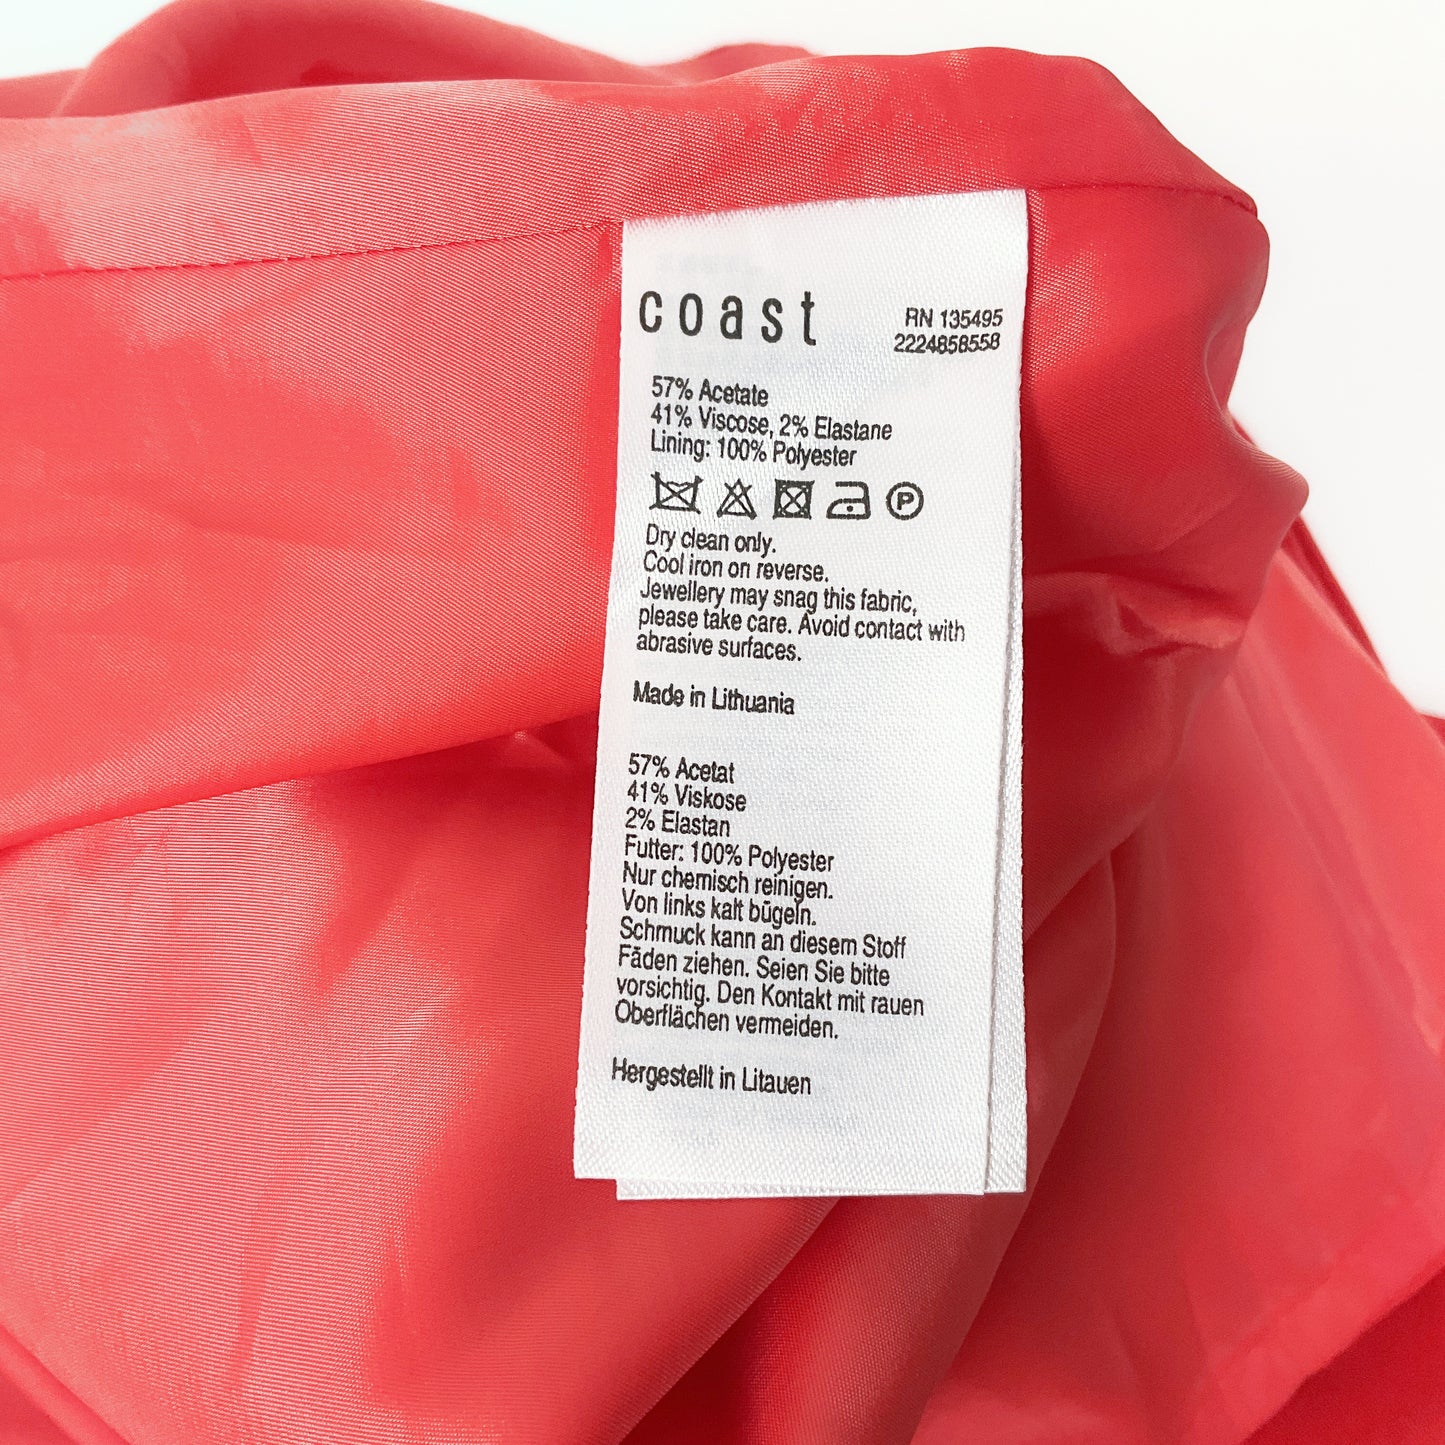 coast
RN 135495
2224858558
57% Acetate
41% Viscose, 2% Elastane
Lining: 100% Polyester
P
Dry clean only.
Cool iron on reverse.
Jewellery may snag this fabric,
please take care. Avoid contact with
abrasive surfaces.
Made in Lithuania
57% Acetat
41% Viskose
2% Elastan
Futter: 100% Polyester
Nur chemisch reinigen.
Von links kalt bügeln.
Schmuck kann an diesem Stoff
Fäden ziehen. Seien Sie bitte
vorsichtig. Den Kontakt mit rauen
Oberflächen vermeiden.
Hergestellt in Litauen